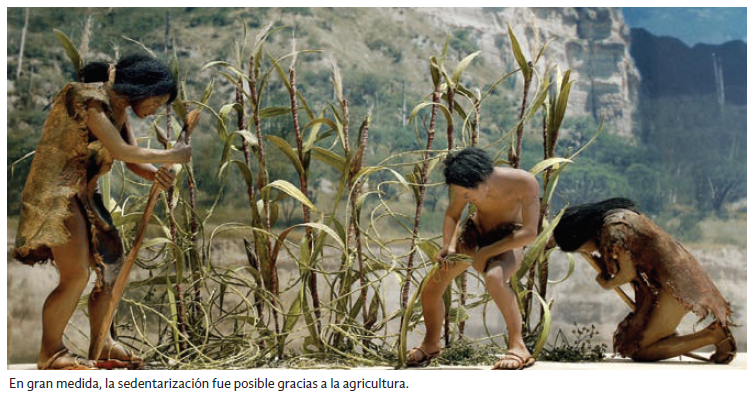 En gran medida, la sedentarización fue posible gracias a la agricultura.